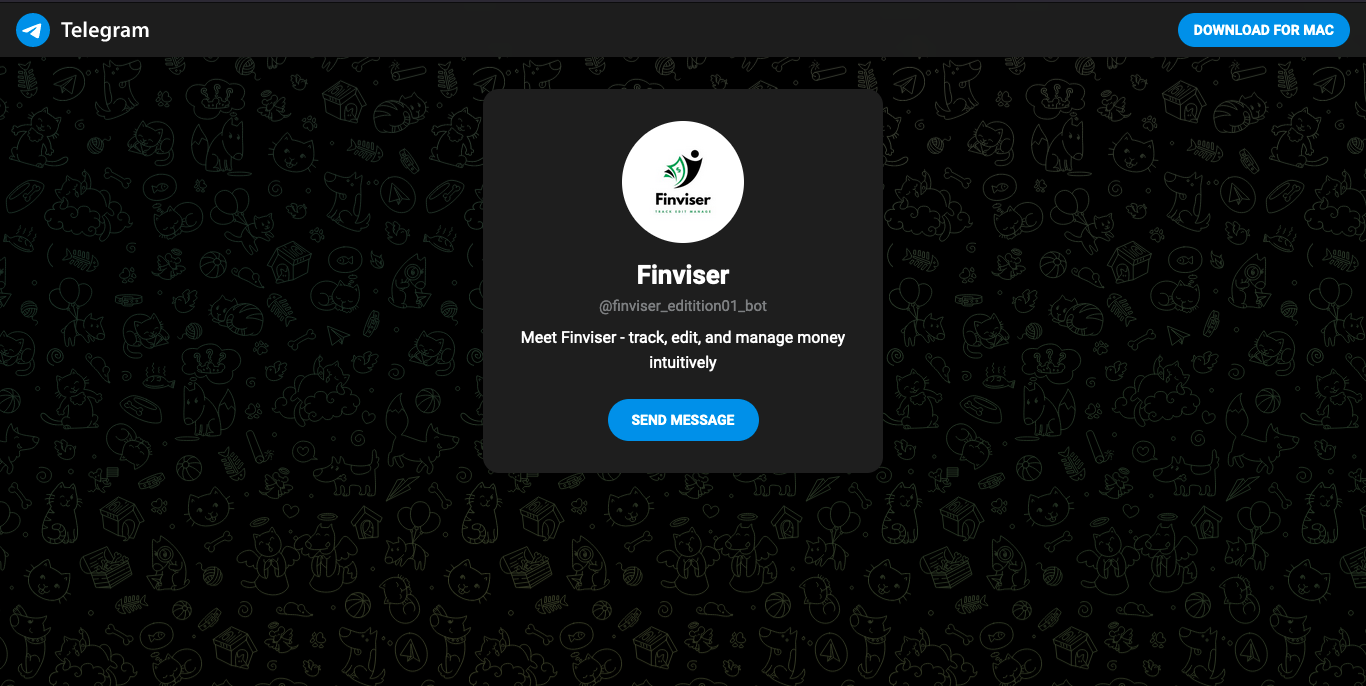 Telegram
DOWNLOAD FOR MAC
Finviser
TRACK EDIT MANAGE
Finviser
@finviser_editition01_bot
Meet Finviser - track, edit, and manage money
intuitively
SEND MESSAGE